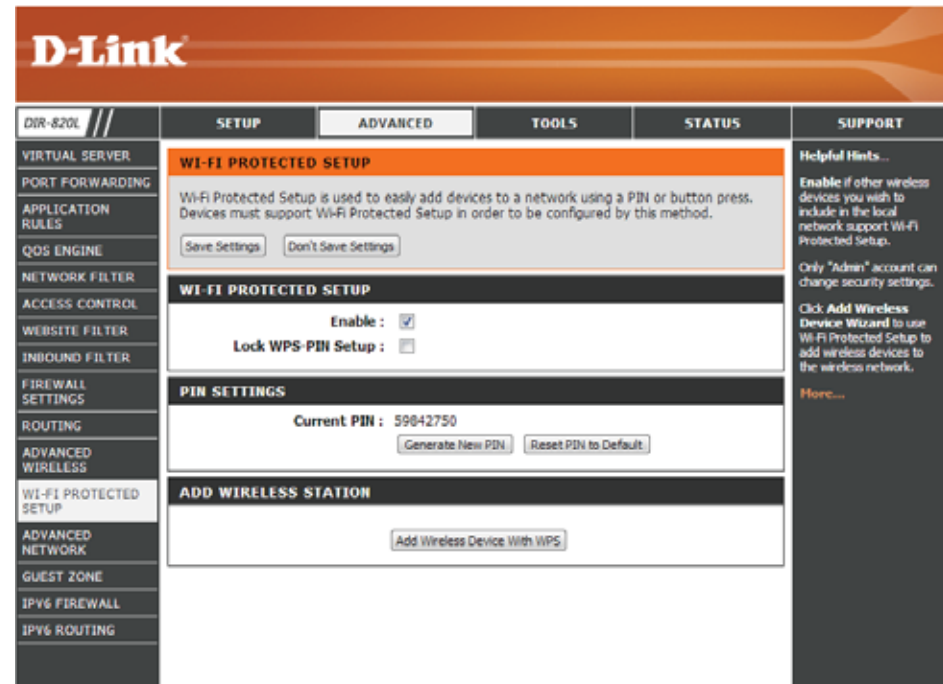 D-Link
DIR-820L
SETUP
ADVANCED
TOOLS
STATUS
SUPPORT
VIRTUAL SERVER
PORT FORWARDING
APPLICATION
RULES
QOS ENGINE
NETWORK FILTER
ACCESS CONTROL
WEBSITE FILTER
INBOUND FILTER
FIREWALL
SETTINGS
ROUTING
ADVANCED
WIRELESS
WI-FI PROTECTED
SETUP
ADVANCED
NETWORK
GUEST ZONE
IPV6 FIREWALL
IPV6 ROUTING
WI-FI PROTECTED SETUP
Wi-Fi Protected Setup is used to easily add devices to a network using a PIN or button press.
Devices must support Wi-Fi Protected Setup in order to be configured by this method.
Save Settings Don't Save Settings
WI-FI PROTECTED SETUP
Enable :
Lock WPS-PIN Setup :
PIN SETTINGS
Current PIN : 59842750
Generate New PIN Reset PIN to Default
ADD WIRELESS STATION
Add Wireless Device With WPS
Helpful Hints...
Enable if other wireless
devices you wish to
include in the local
network support Wi-Fi
Protected Setup.
Only "Admin" account can
change security settings.
Click Add Wireless
Device Wizard to use
Wi-Fi Protected Setup to
add wireless devices to
the wireless network.
More...